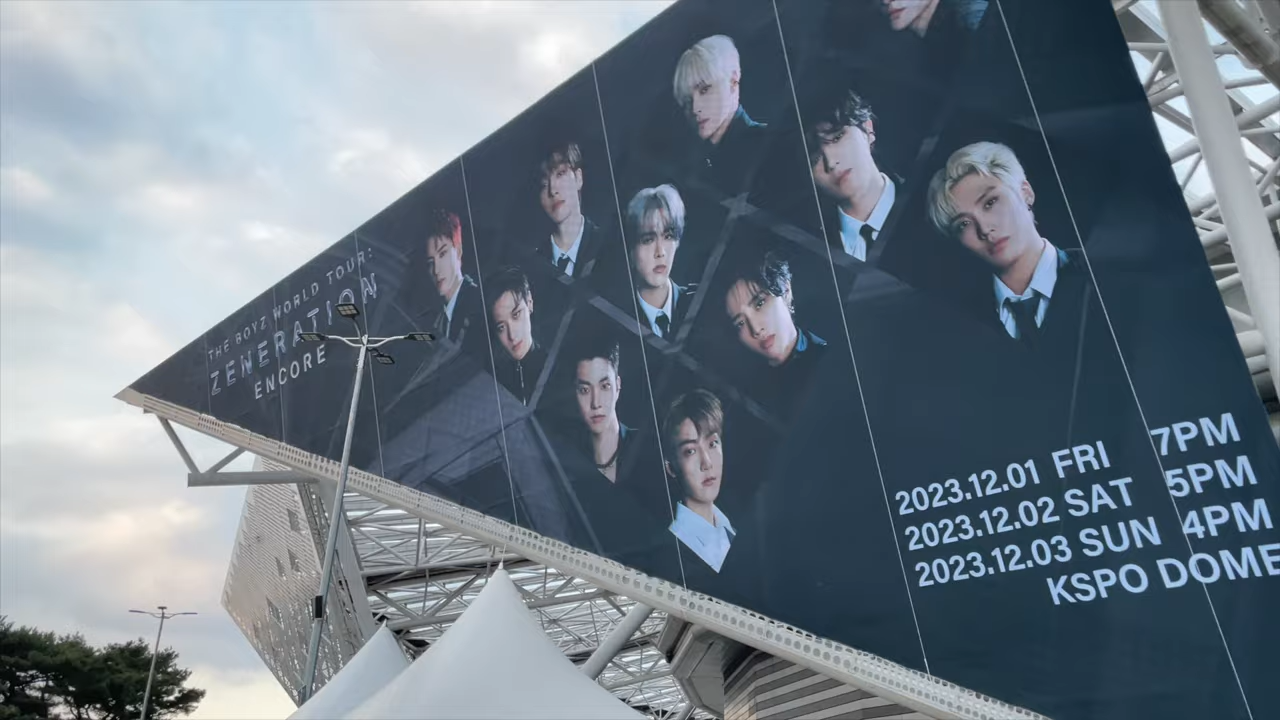 THE BOYZ WORLD TOUR:
ZENERATION
ENCORE
2023.12.01 FRI 7PM
2023.12.02 SAT 5PM
2023.12.03 SUN 4PM
KSPO DOME